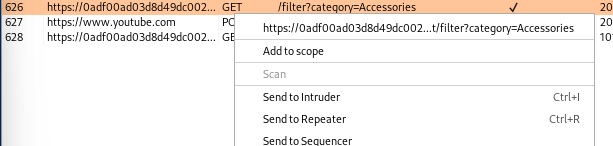 626 https://0adf00ad03d8d49dc002... GET /filter?category=Accessories ✓ 20
627 https://www.youtube.com PO
628 https://0adf00ad03d8d49dc002... GE 10
https://0adf00ad03d8d49dc002...t/filter?category=Accessories
Add to scope
Scan
Send to Intruder Ctrl+I
Send to Repeater Ctrl+R
Send to Sequencer